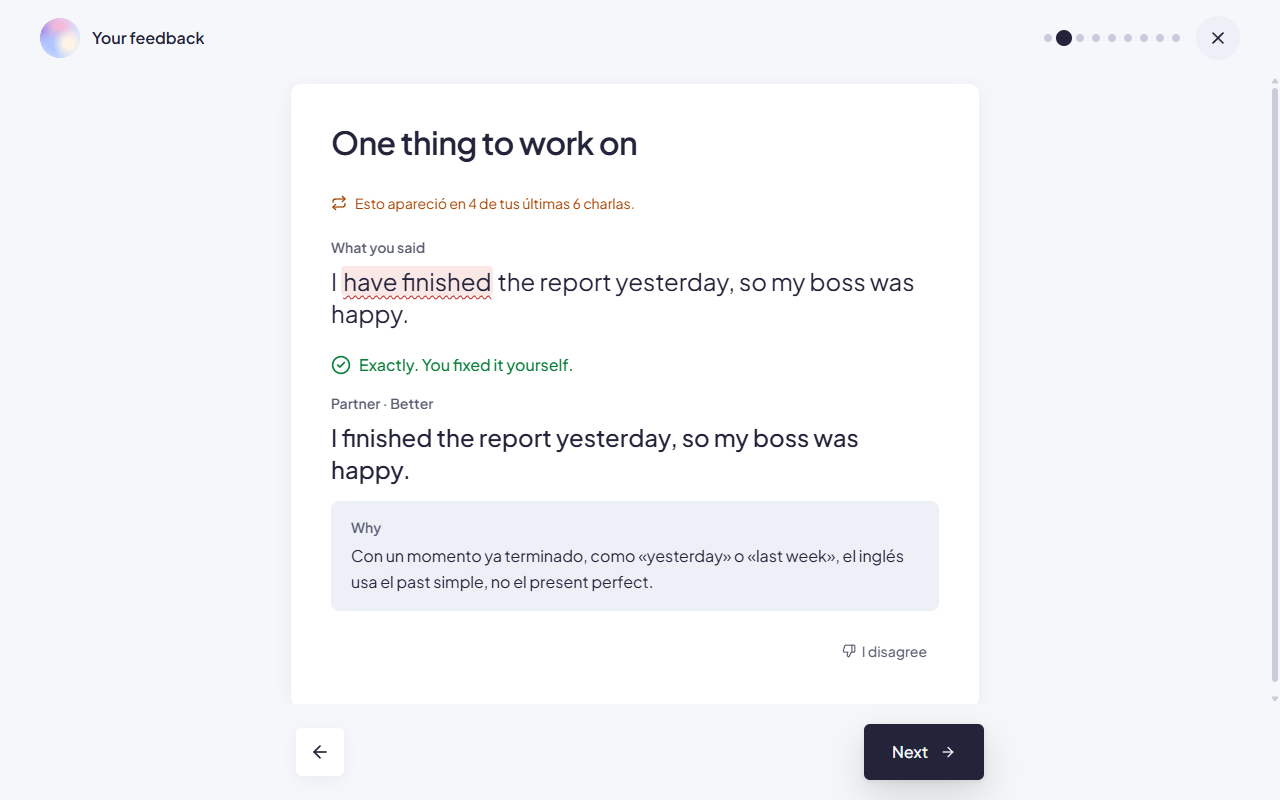 Your feedback
One thing to work on
Esto apareció en 4 de tus últimas 6 charlas.
What you said
I have finished the report yesterday, so my boss was
happy.
Exactly. You fixed it yourself.
Partner · Better
I finished the report yesterday, so my boss was
happy.
Why
Con un momento ya terminado, como «yesterday» o «last week», el inglés
usa el past simple, no el present perfect.
I disagree
Next